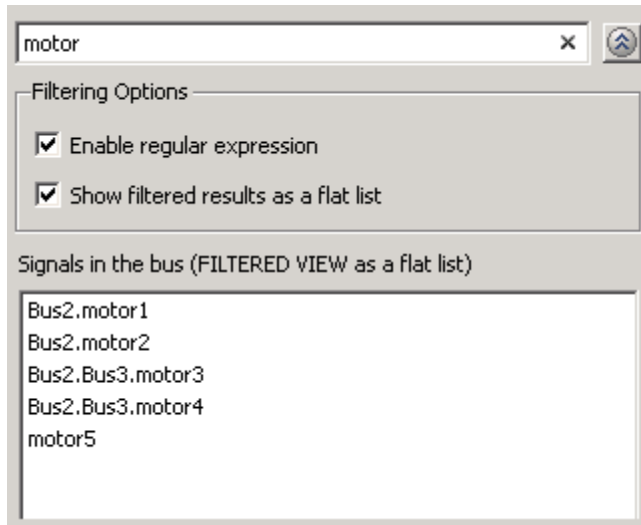 motor
Filtering Options
Enable regular expression
Show filtered results as a flat list
Signals in the bus (FILTERED VIEW as a flat list)
Bus2.motor1
Bus2.motor2
Bus2.Bus3.motor3
Bus2.Bus3.motor4
motor5